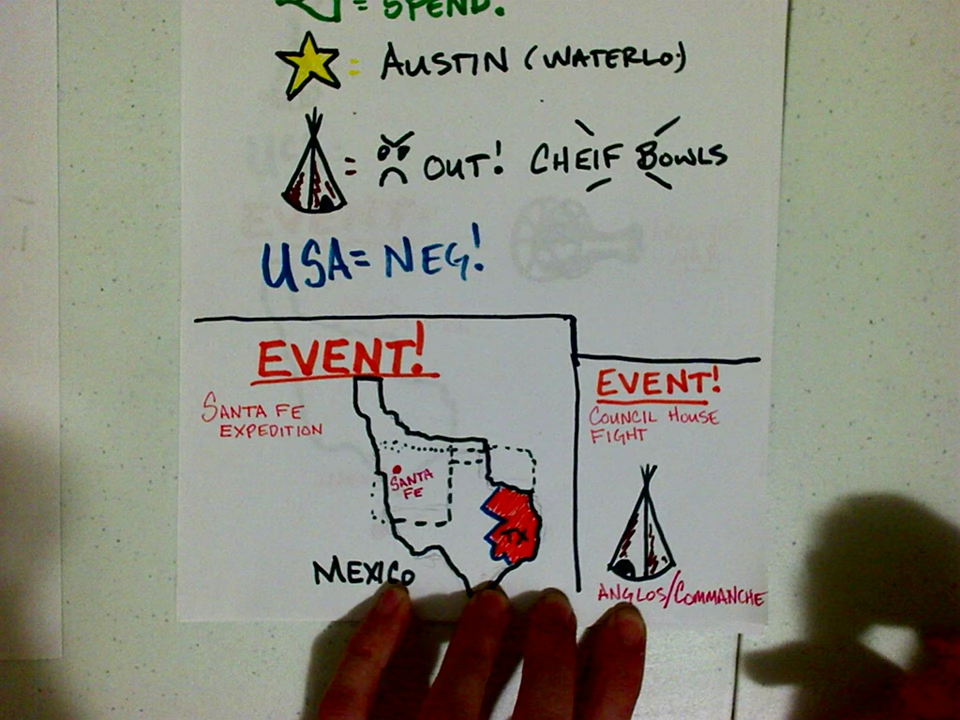 = SPEND.
= AUSTIN (WATERLO)
= OUT! CHEIF BOWLS
USA = NEG!
EVENT!
SANTA FE
EXPEDITION
SANTA
FE
TX
MEXICO
EVENT!
COUNCIL HOUSE
FIGHT
ANGLOS/COMMANCHE